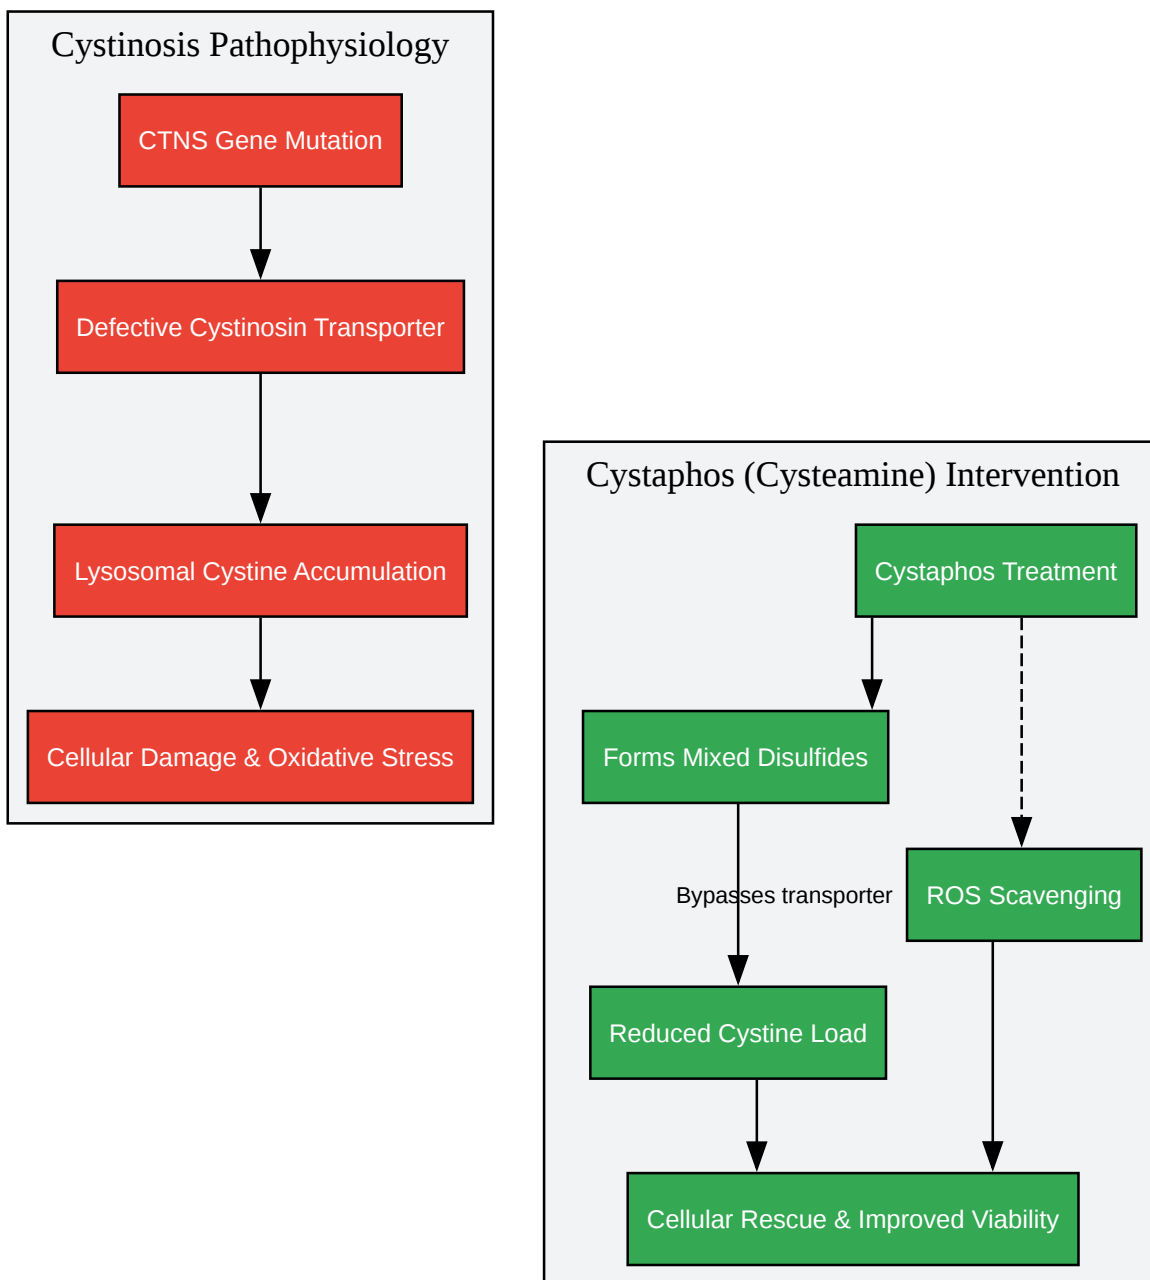 Cystinosis Pathophysiology
CTNS Gene Mutation
Defective Cystinosin Transporter
Lysosomal Cystine Accumulation
Cellular Damage & Oxidative Stress
Cystaphos (Cysteamine) Intervention
Cystaphos Treatment
Forms Mixed Disulfides
Bypasses transporter
ROS Scavenging
Reduced Cystine Load
Cellular Rescue & Improved Viability